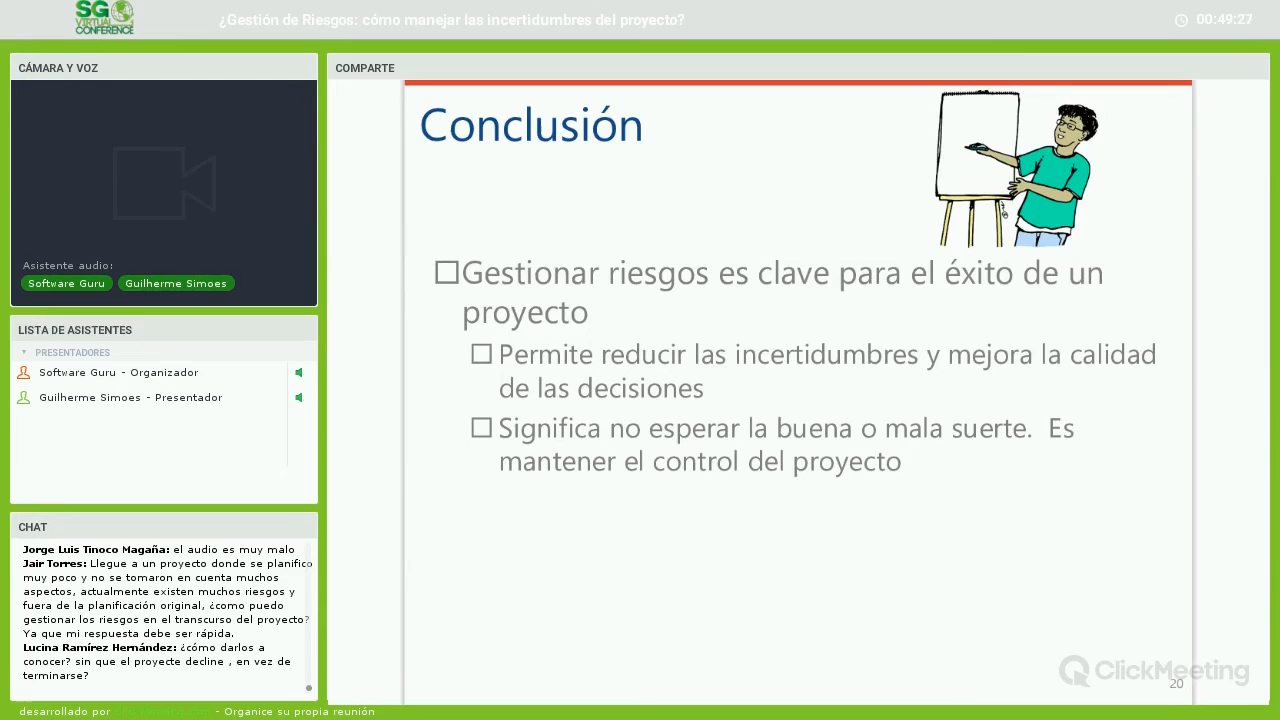 SG
VIRTUAL
CONFERENCE
¿Gestión de Riesgos: cómo manejar las incertidumbres del proyecto?
00:49:27
CÁMARA Y VOZ
Asistente audio:
Software Guru
Guilherme Simoes
LISTA DE ASISTENTES
PRESENTADORES
Software Guru - Organizador
Guilherme Simoes - Presentador
CHAT
Jorge Luis Tinoco Magaña: el audio es muy malo
Jair Torres: Llegue a un proyecto donde se planifico
muy poco y no se tomaron en cuenta muchos
aspectos, actualmente existen muchos riesgos y
fuera de la planificación original, ¿como puedo
gestionar los riesgos en el transcurso del proyecto?
Ya que mi respuesta debe ser rápida.
Lucina Ramírez Hernández: ¿cómo darlos a
conocer? sin que el proyecte decline , en vez de
terminarse?
desarrollado por
- Organice su propia reunión
COMPARTE
Conclusión
Gestionar riesgos es clave para el éxito de un
proyecto
Permite reducir las incertidumbres y mejora la calidad
de las decisiones
Significa no esperar la buena o mala suerte. Es
mantener el control del proyecto
ClickMeeting
20